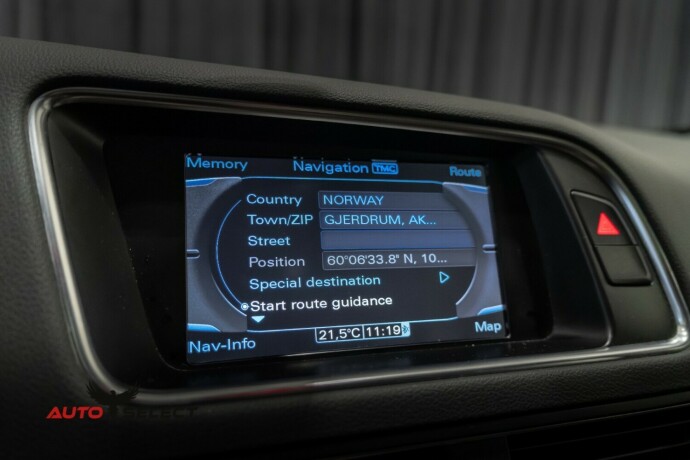 Memory Navigation TMC Route
Country NORWAY
Town/ZIP GJERDRUM, AK...
Street
Position 60°06'33.8" N, 10...
Special destination
Start route guidance
21,5°C 11:19
Nav-Info Map
AUTO SELECT